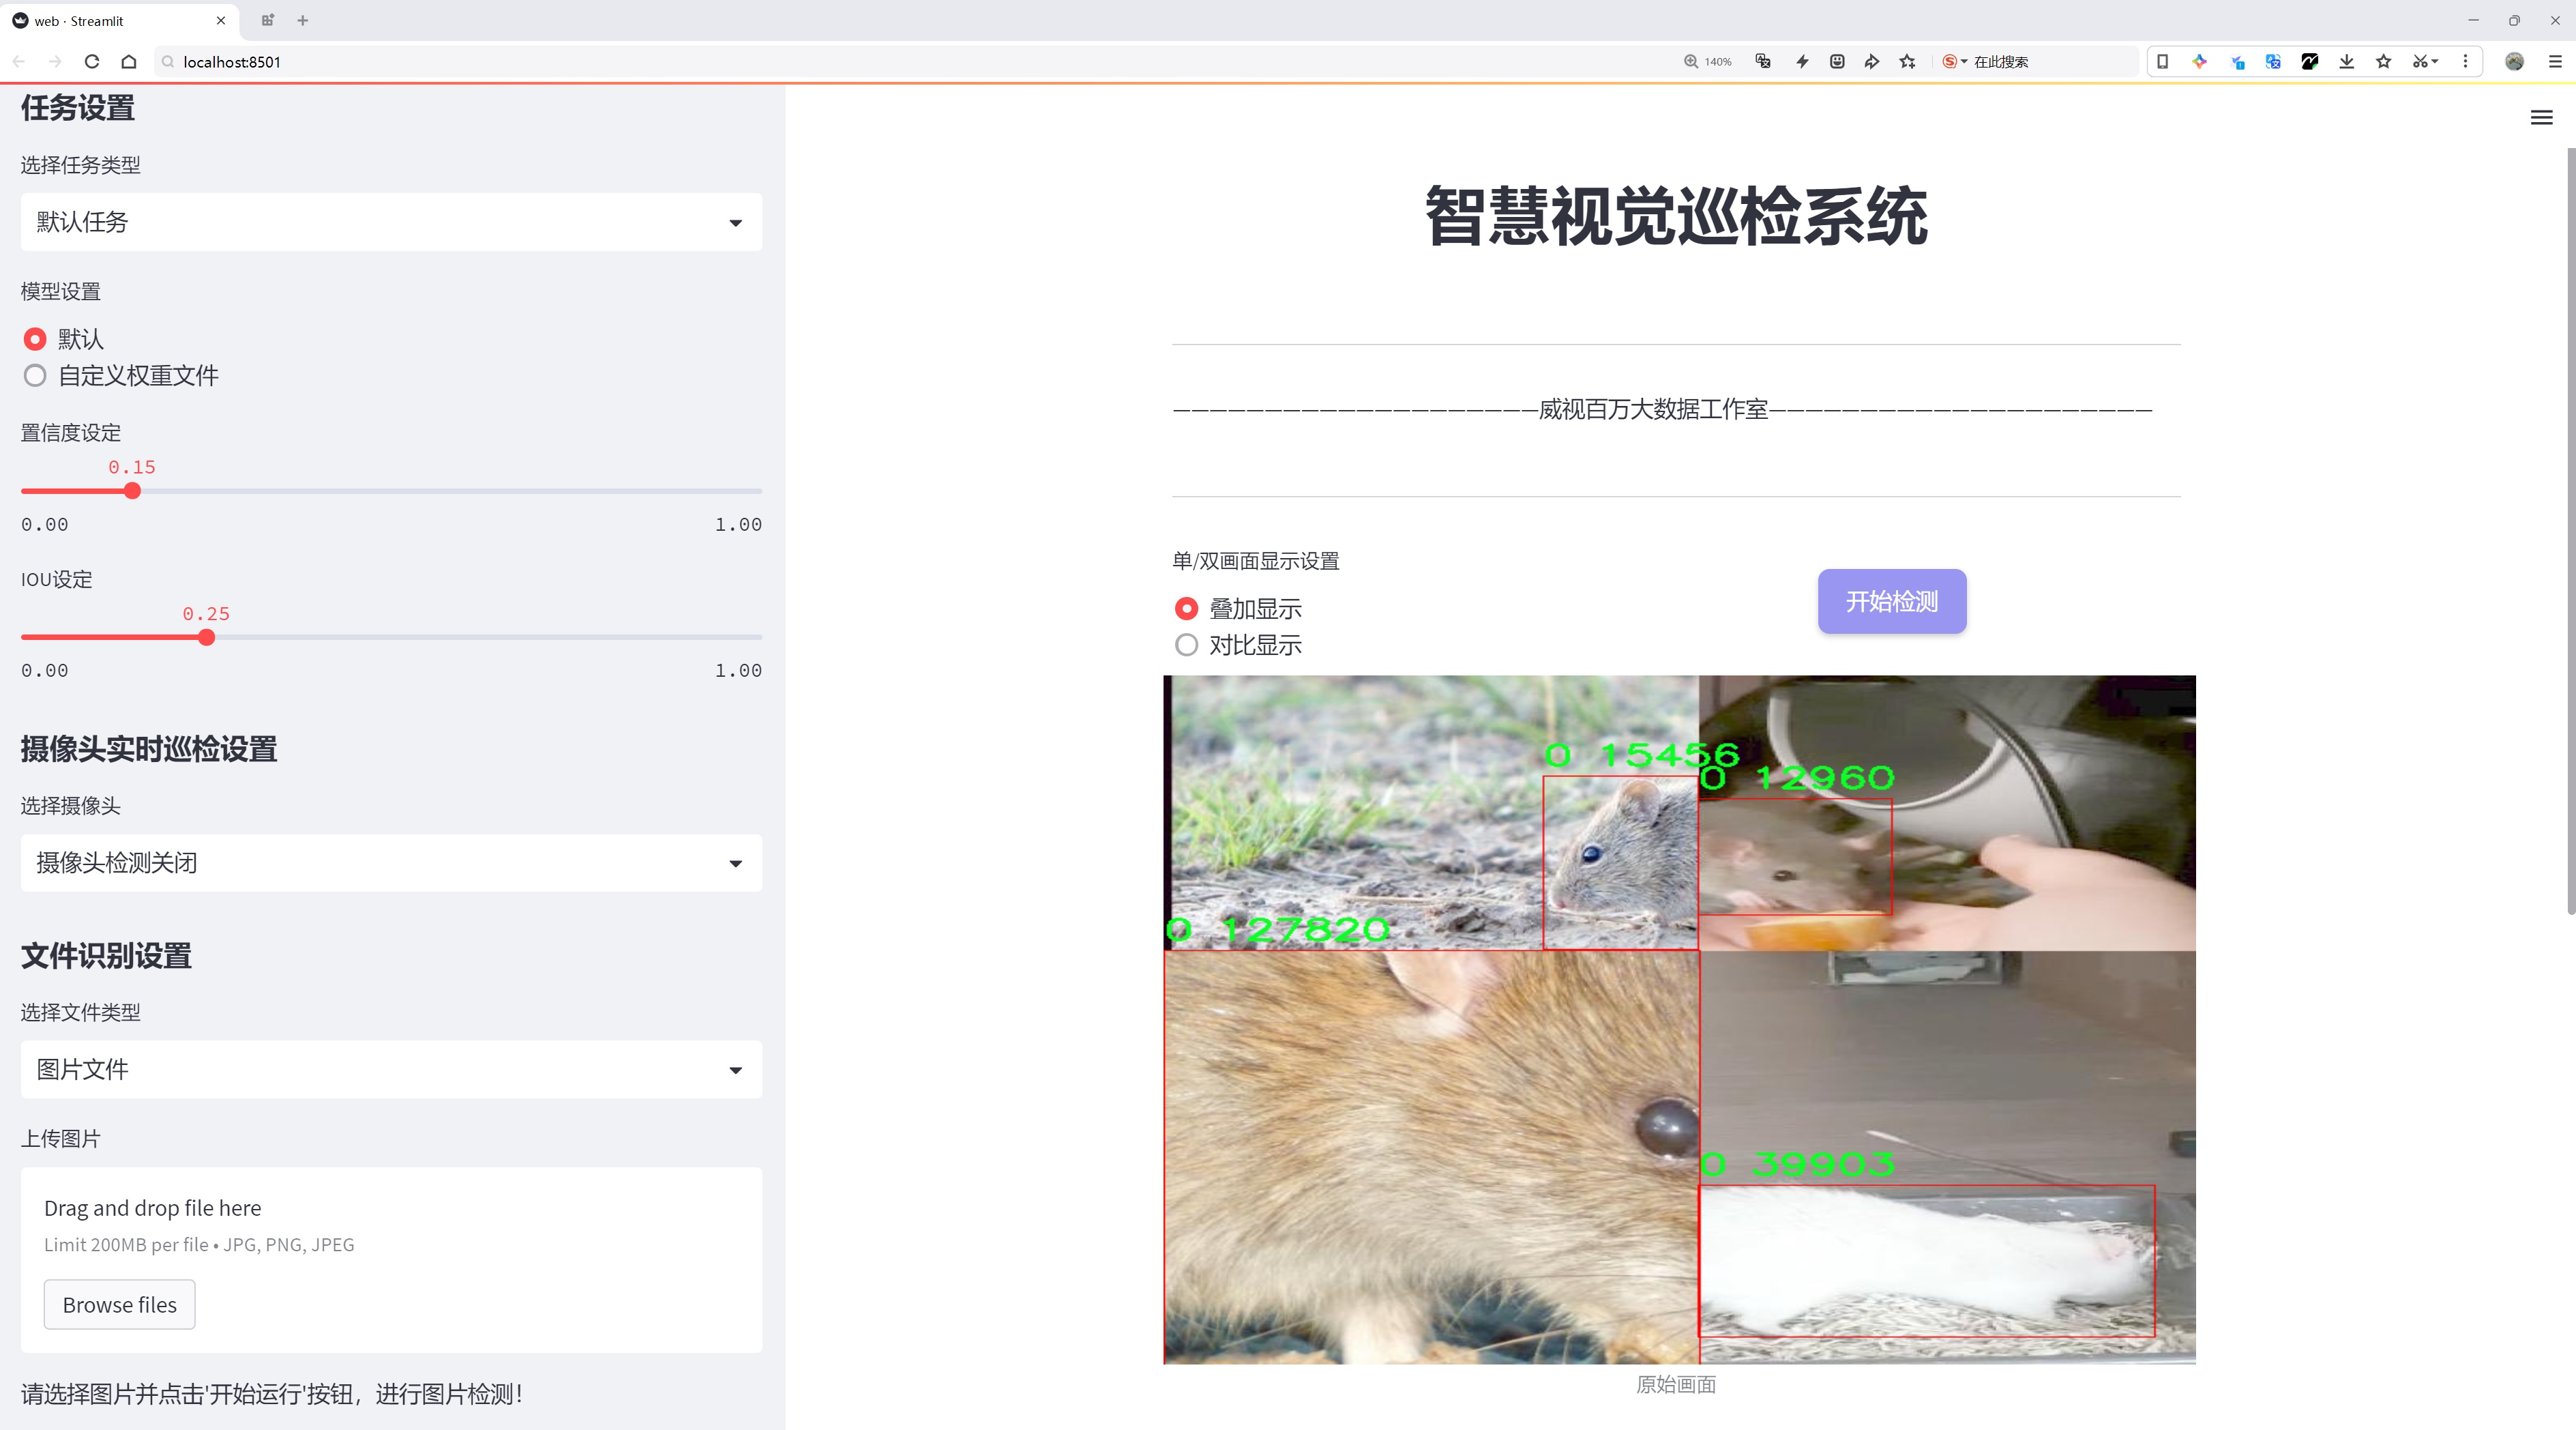 web · Streamlit
localhost:8501
140%
在此搜索
任务设置
选择任务类型
默认任务
模型设置
默认
自定义权重文件
置信度设定
0.15
0.00
1.00
IOU设定
0.25
0.00
1.00
摄像头实时巡检设置
选择摄像头
摄像头检测关闭
文件识别设置
选择文件类型
图片文件
上传图片
Drag and drop file here
Limit 200MB per file • JPG, PNG, JPEG
Browse files
请选择图片并点击'开始运行'按钮，进行图片检测！
智慧视觉巡检系统
————————————————————威视百万大数据工作室—————————————————————
单/双画面显示设置
叠加显示
对比显示
开始检测
0 15456
0 12960
0 127820
0 39903
原始画面